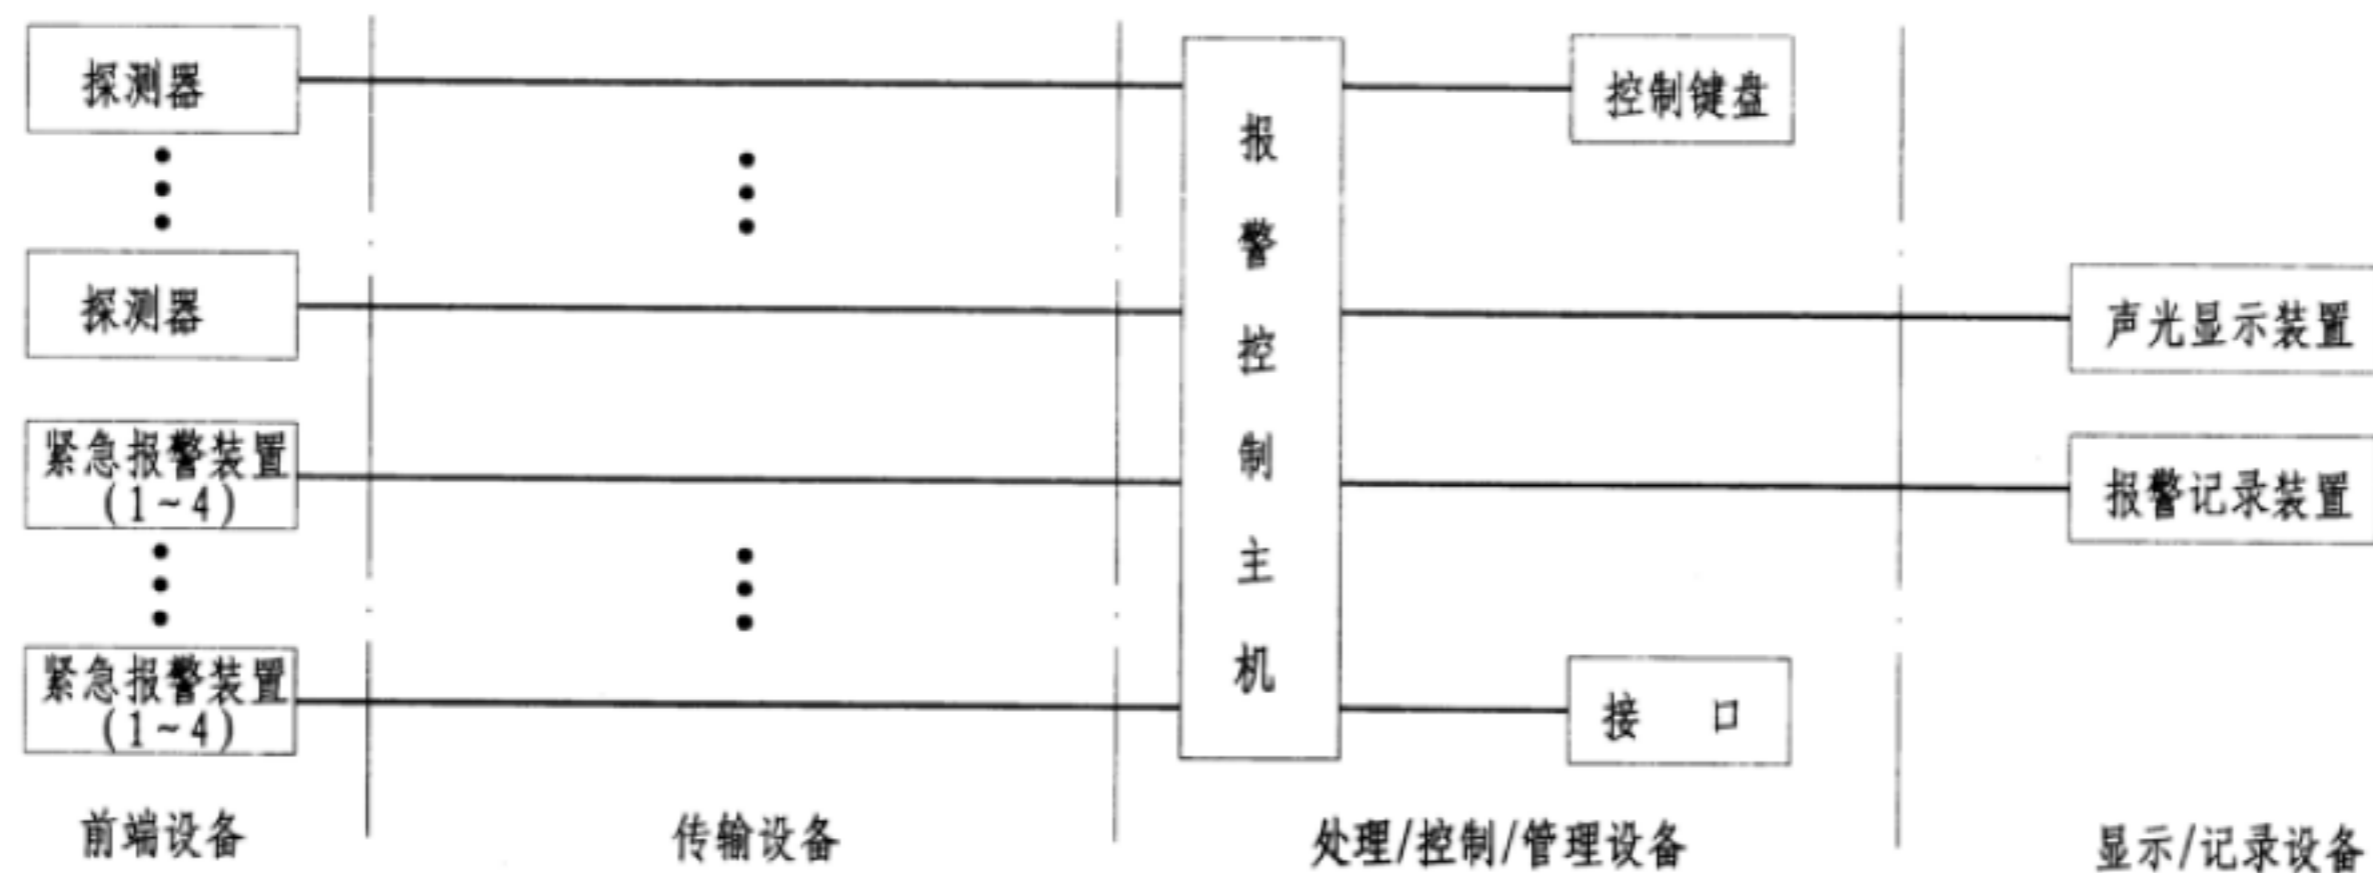 探测器
探测器
紧急报警装置
(1~4)
紧急报警装置
(1~4)
报警控制主机
控制键盘
接 口
声光显示装置
报警记录装置
前端设备
传输设备
处理/控制/管理设备
显示/记录设备